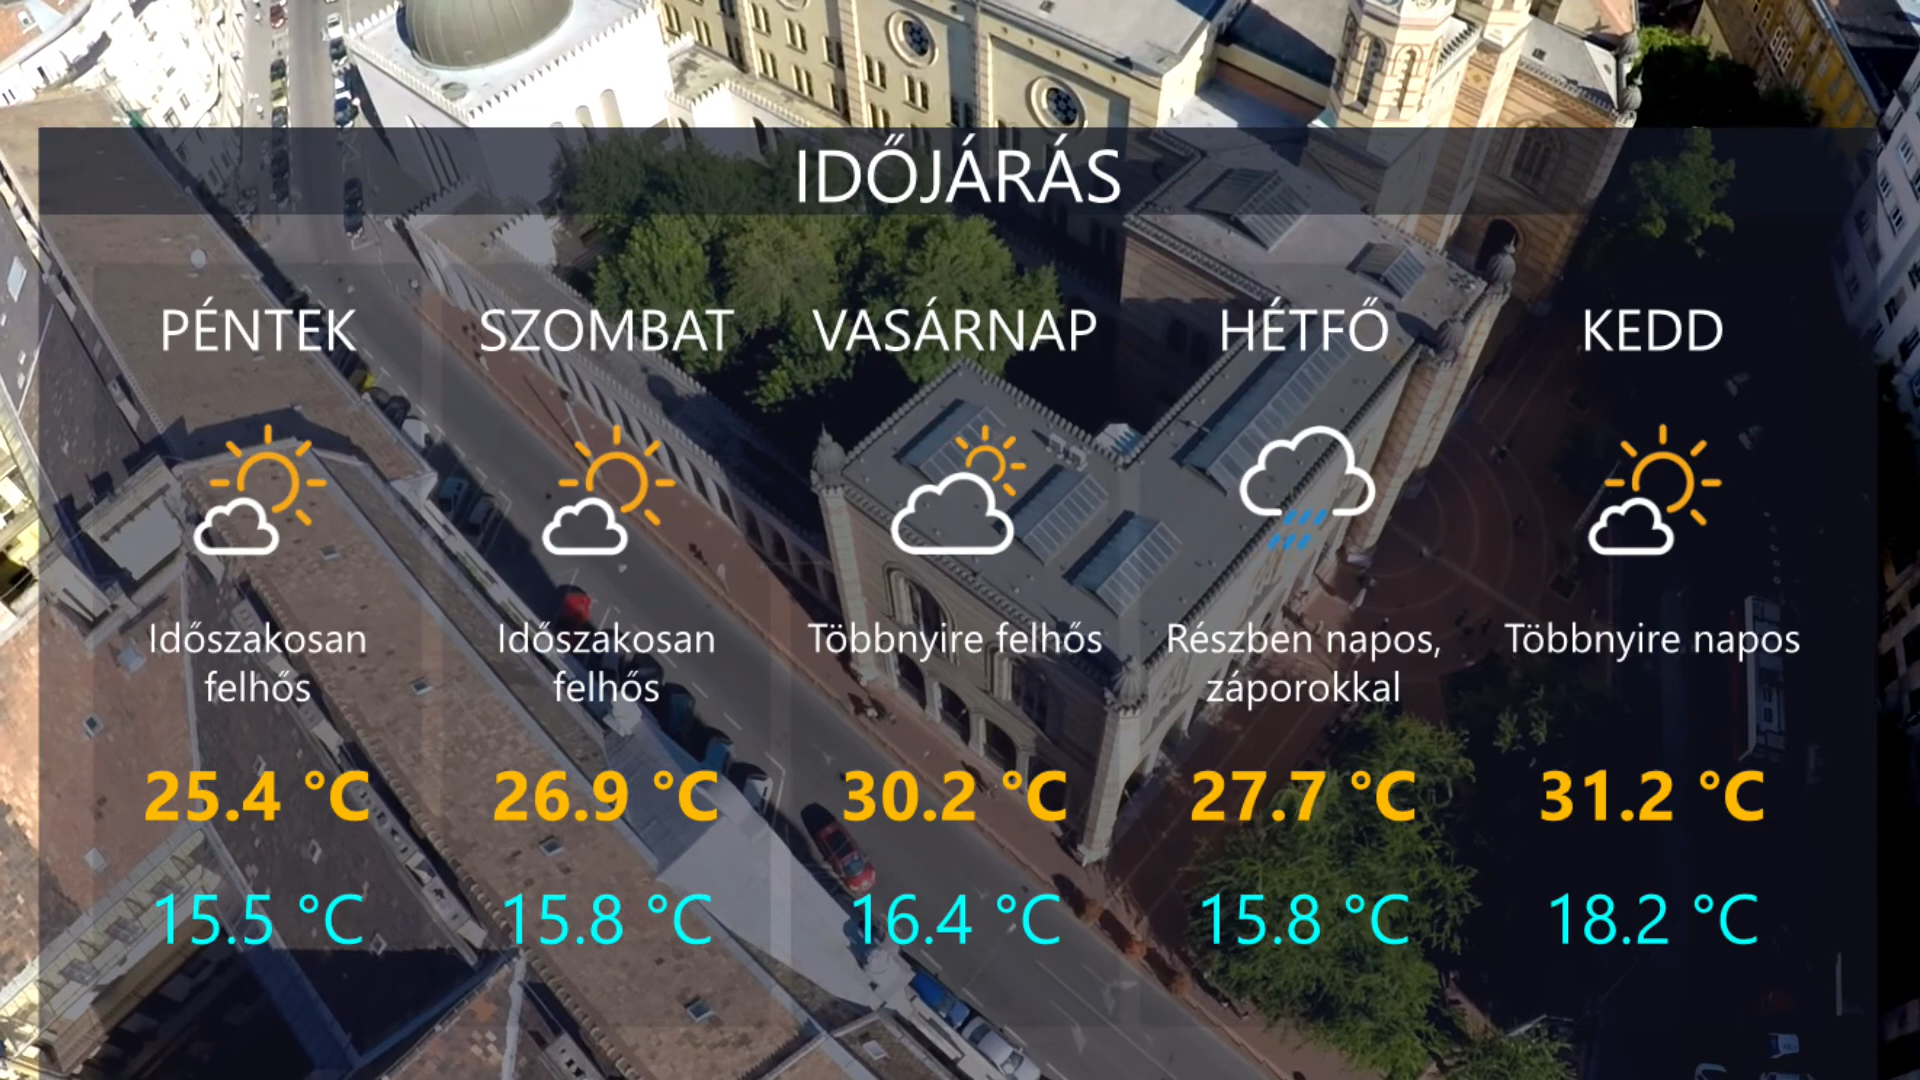 IDŐJÁRÁS
PÉNTEK
Időszakosan
felhős
25.4 °C
15.5 °C
SZOMBAT
Időszakosan
felhős
26.9 °C
15.8 °C
VASÁRNAP
Többnyire felhős
30.2 °C
16.4 °C
HÉTFŐ
Részben napos,
záporokkal
27.7 °C
15.8 °C
KEDD
Többnyire napos
31.2 °C
18.2 °C